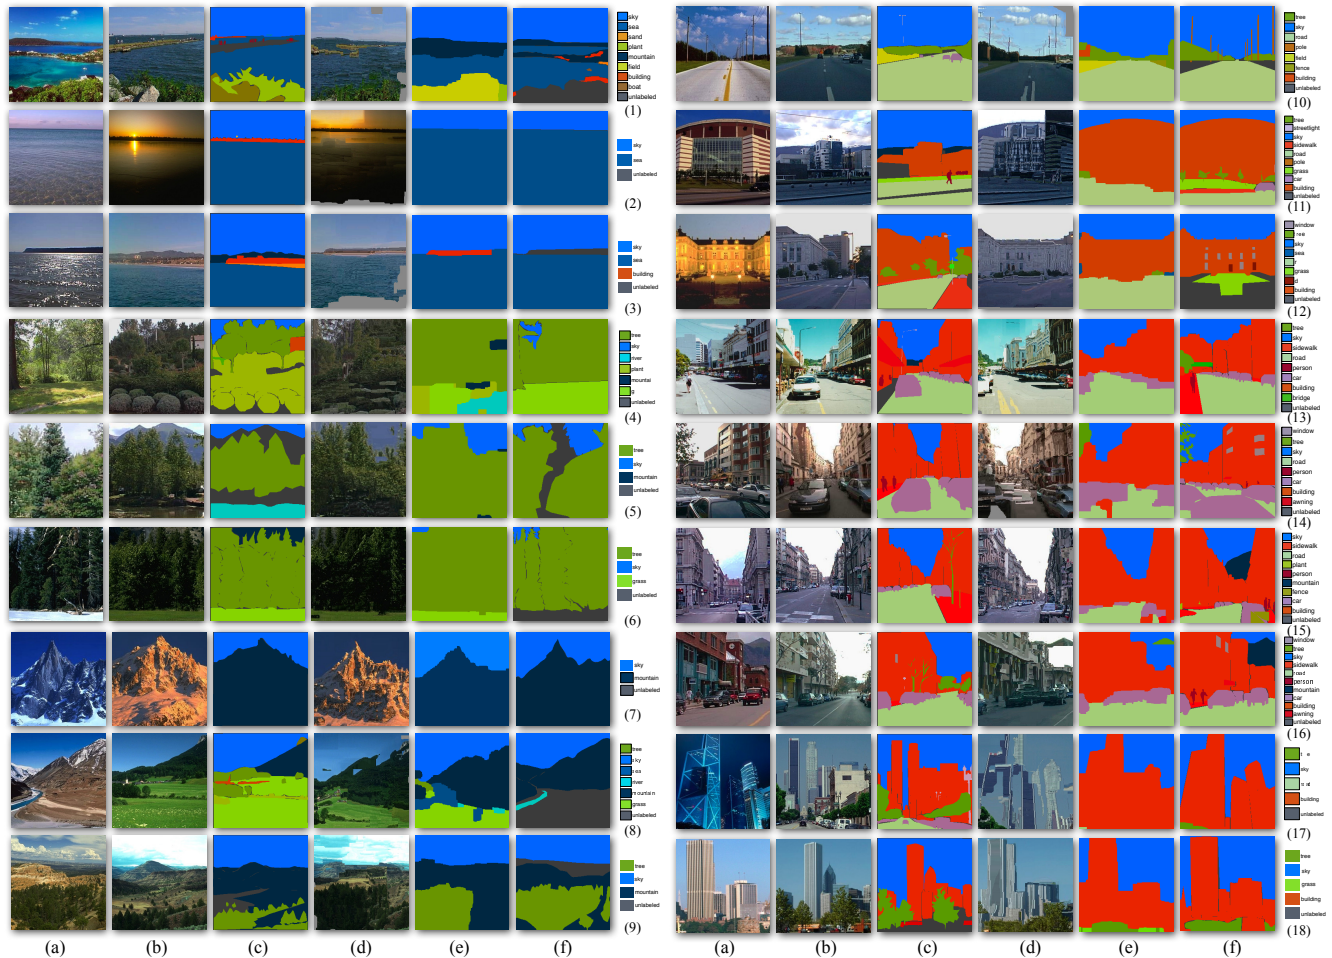 sky
sea
sand
plant
mountain
field
building
boat
unlabeled
(1)
sky
sea
unlabeled
(2)
sky
sea
building
unlabeled
(3)
tree
sky
river
plant
mountai
g
unlabeled
(4)
tree
sky
mountain
unlabeled
(5)
tree
sky
grass
unlabeled
(6)
sky
mountain
unlabeled
(7)
tree
sky
sea
river
mountain
grass
unlabeled
(8)
tree
sky
mountain
unlabeled
(9)
(a) (b) (c) (d) (e) (f)
tree
sky
road
pole
field
fence
building
unlabeled
(10)
tree
streetlight
sky
sidewalk
road
pole
grass
car
building
unlabeled
(11)
window
ree
sky
sea
r
grass
d
building
unlabeled
(12)
tree
sky
sidewalk
road
person
car
building
bridge
unlabeled
(13)
window
tree
sky
road
person
car
building
awning
unlabeled
(14)
sky
sidewalk
road
plant
person
mountain
fence
car
building
unlabeled
(15)
window
tree
sky
sidewalk
road
person
mountain
car
building
awning
unlabeled
(16)
t e
sky
building
unlabeled
(17)
tree
sky
grass
building
unlabeled
(18)
(a) (b) (c) (d) (e) (f)